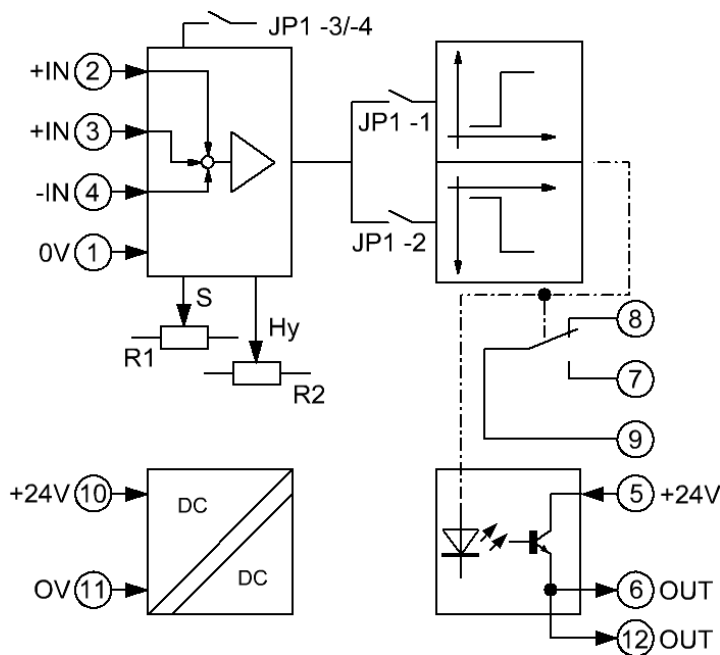 JP1 -3/-4
+IN 2
+IN 3
-IN 4
0V 1
JP1 -1
JP1 -2
S
Hy
R1
R2
8
7
9
+24V 10
DC
DC
OV 11
5 +24V
6 OUT
12 OUT